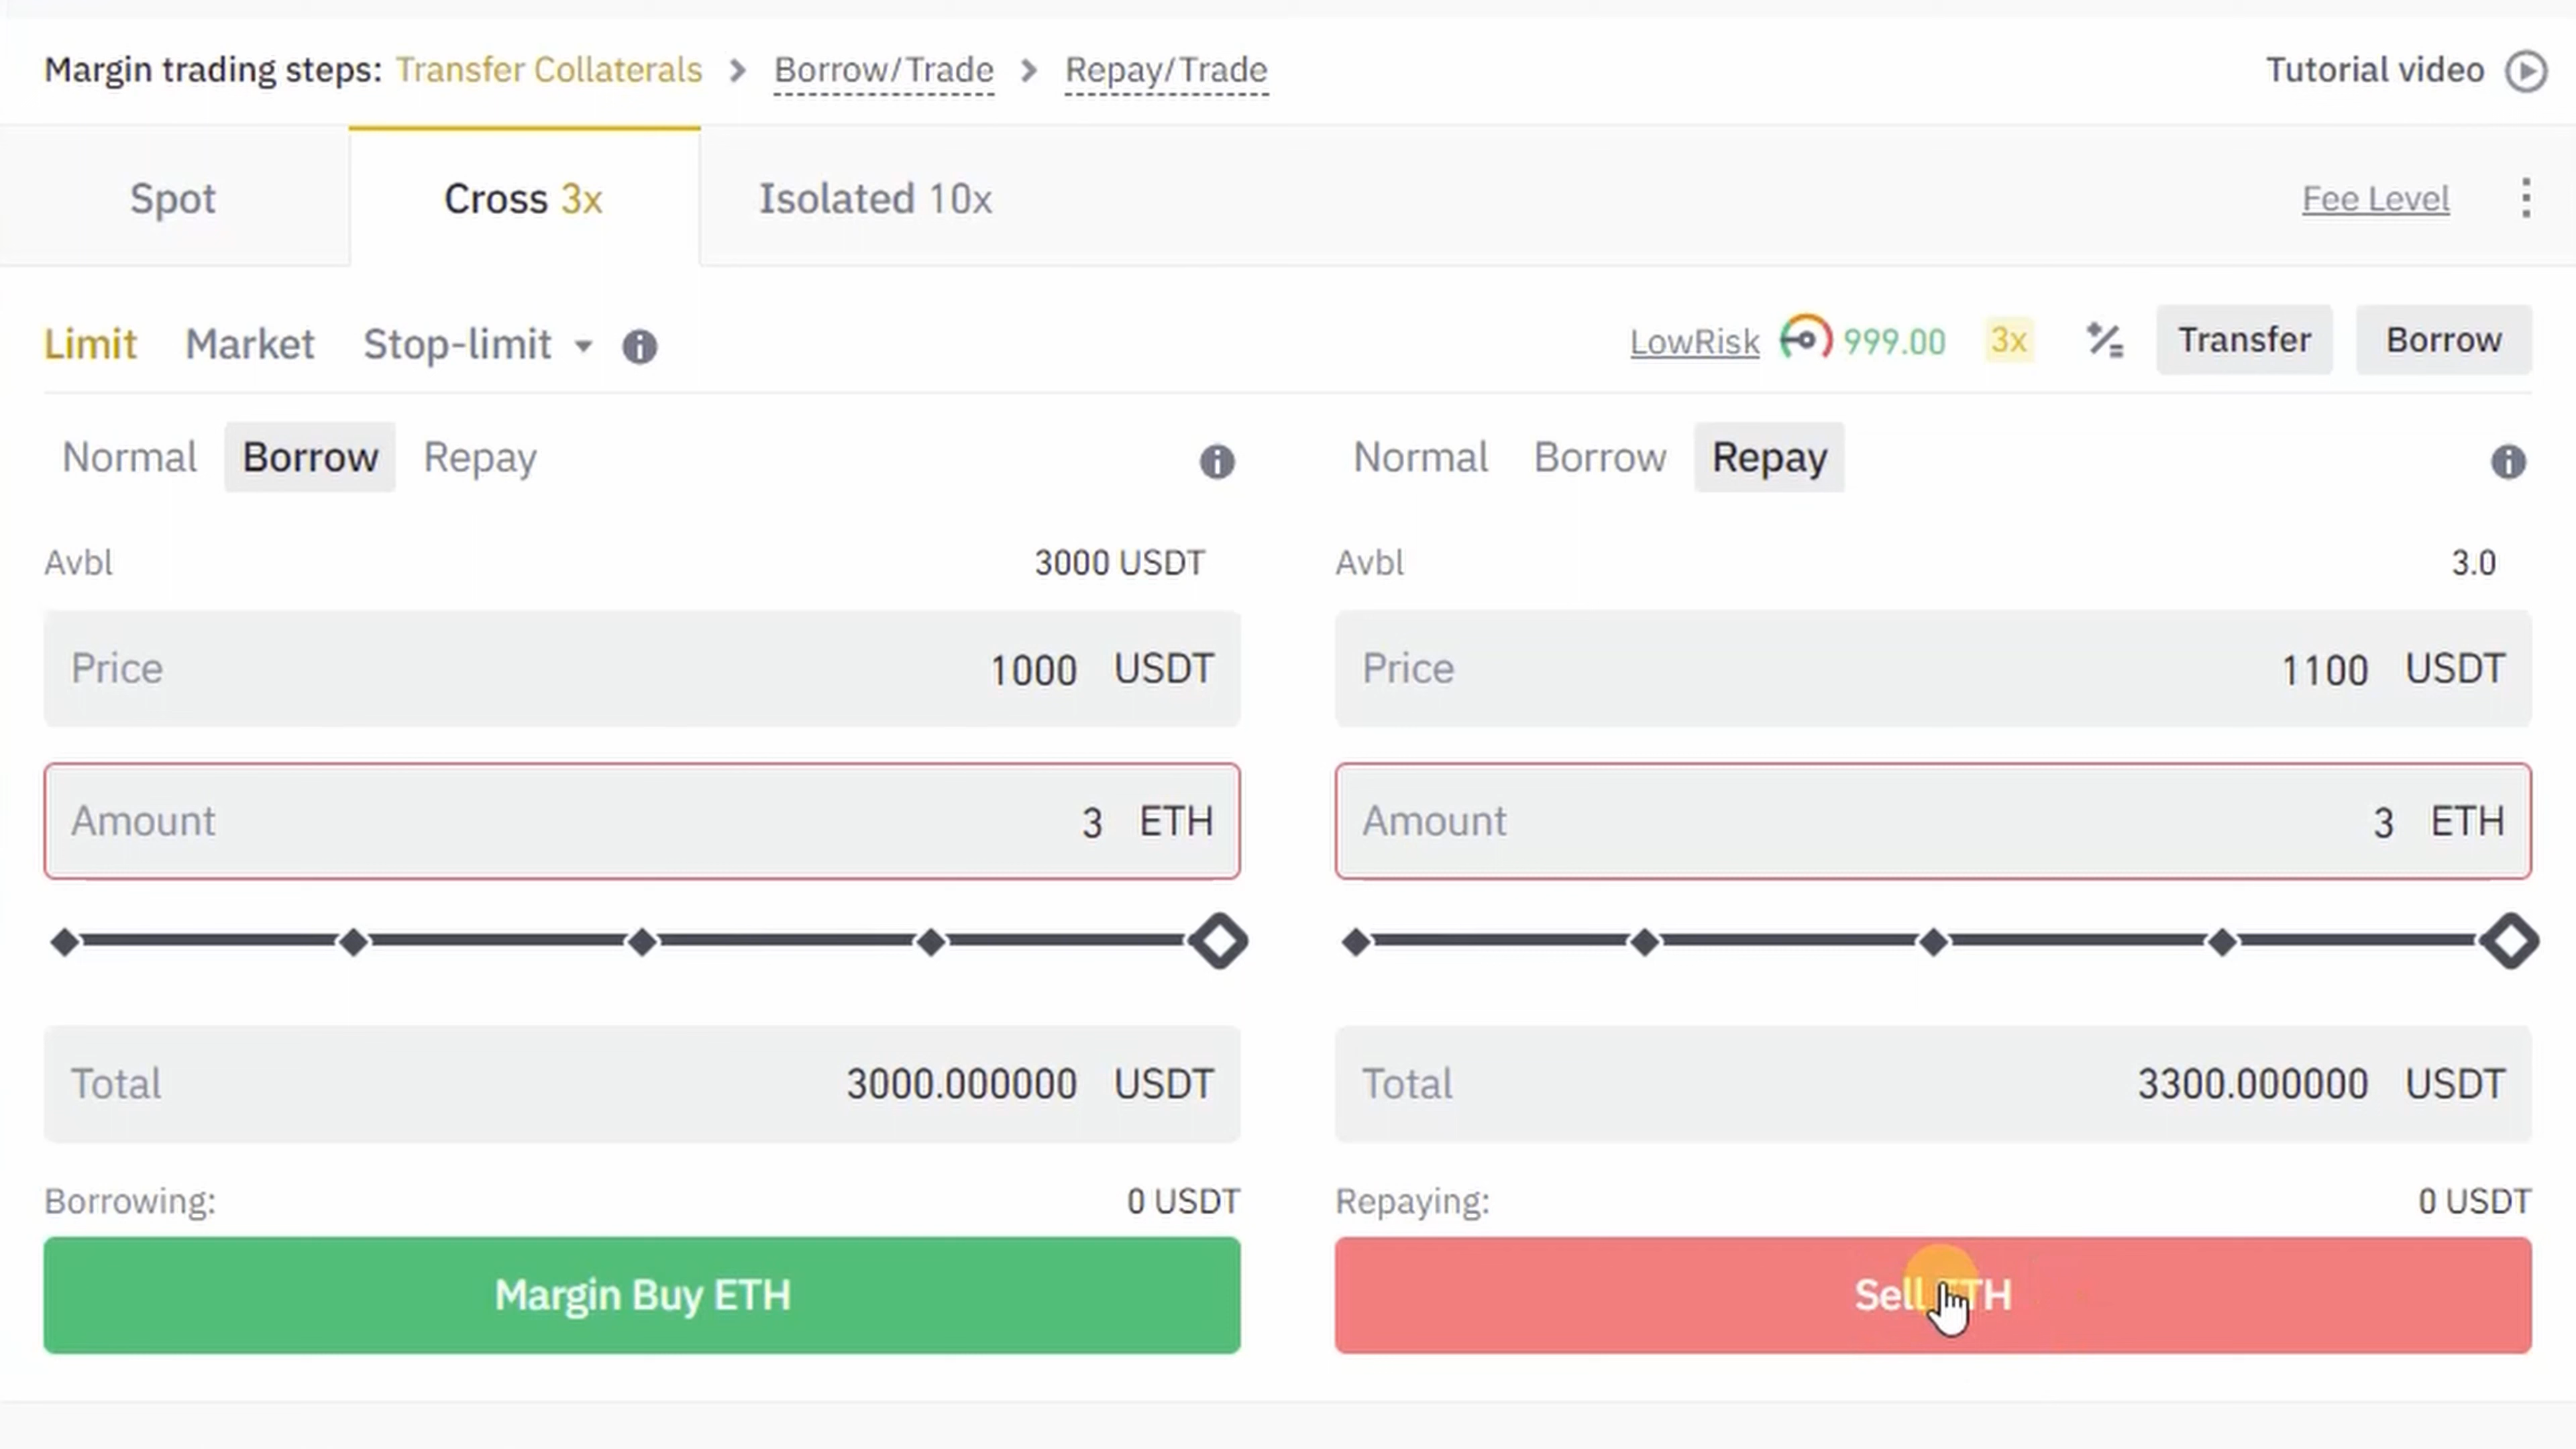 Margin trading steps: Transfer Collaterals > Borrow/Trade > Repay/Trade Tutorial video
Spot Cross 3x Isolated 10x Fee Level
Limit Market Stop-limit LowRisk 999.00 3x Transfer Borrow
Normal Borrow Repay
Avbl 3000 USDT
Price 1000 USDT
Amount 3 ETH
Total 3000.000000 USDT
Borrowing: 0 USDT
Margin Buy ETH
Normal Borrow Repay
Avbl 3.0
Price 1100 USDT
Amount 3 ETH
Total 3300.000000 USDT
Repaying: 0 USDT
Sell ETH